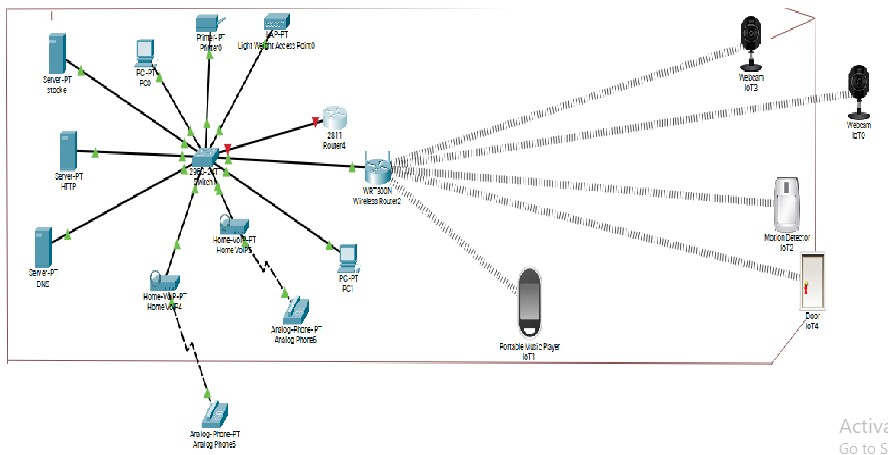 Printer-PT
Printer0
LAP-PT
Light Weight Access Point0
Server-PT
stocke
PC-PT
PC0
Webcam
IoT3
Webcam
IoT0
2811
Router4
Server-PT
HTTP
2960-24T
Switch
WRT300N
Wireless Router2
Motion Detector
IoT2
Home-VoIP-PT
Home VoIP
Server-PT
DNS
PC-PT
PC1
Home-VoIP-PT
Home VoIP4
Door
IoT4
Analog-Phone-PT
Analog Phone6
Portable Music Player
IoT1
Analog-Phone-PT
Analog Phone5
Activa
Go to S